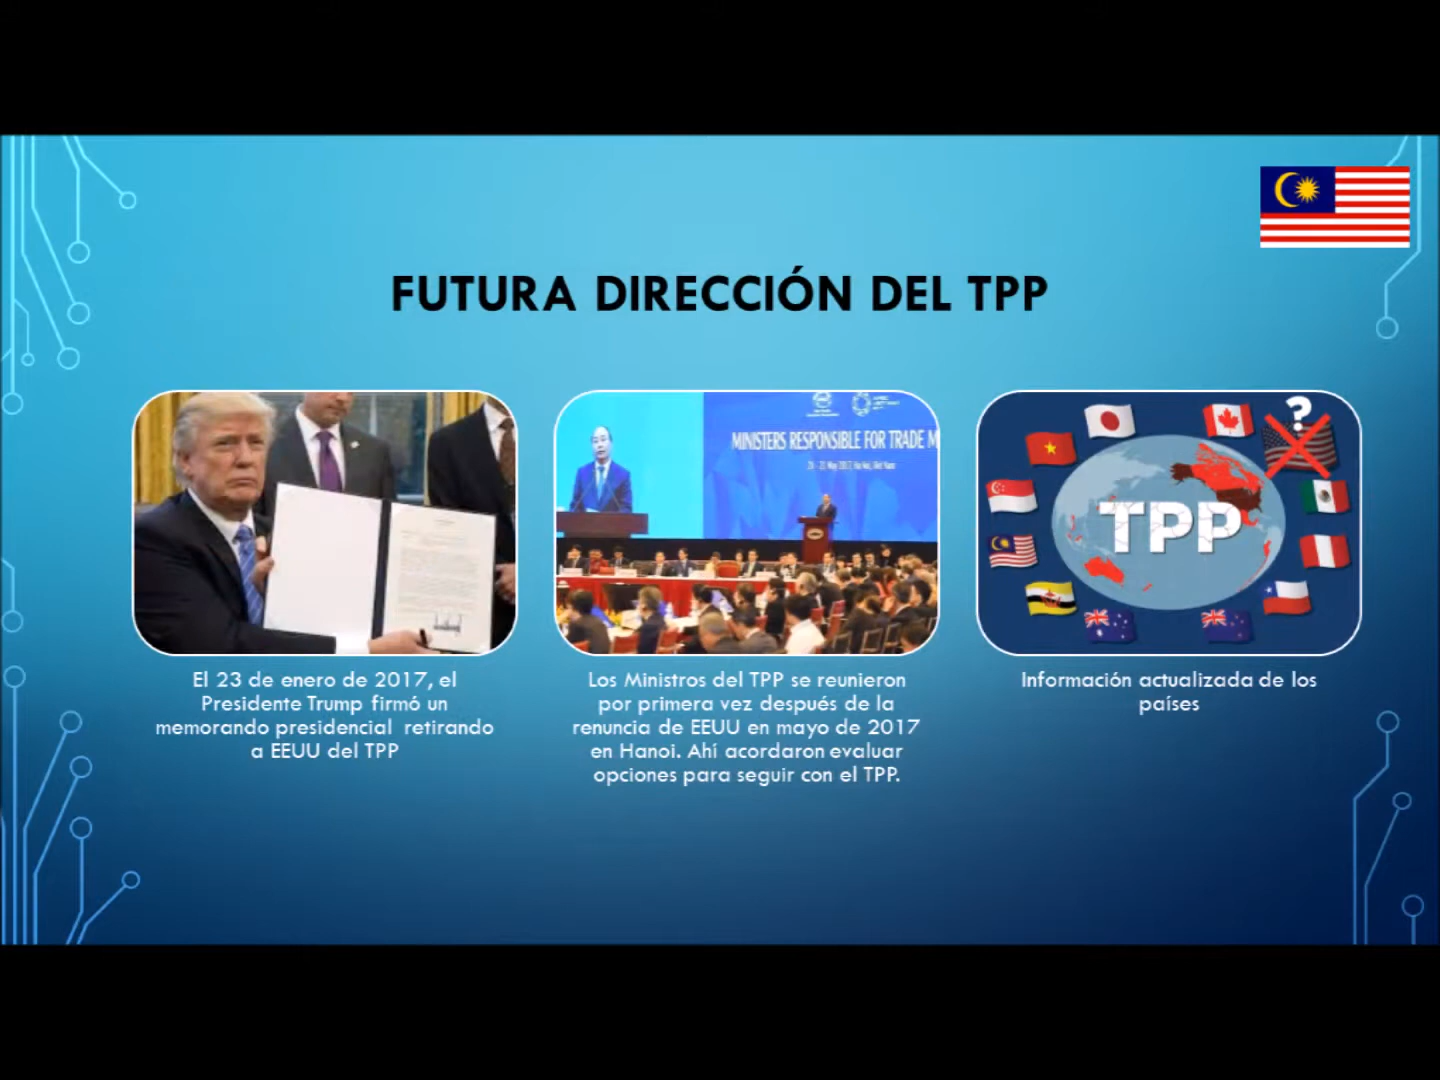 FUTURA DIRECCIÓN DEL TPP
MINISTERS RESPONSIBLE FOR TRADE M
TPP
?
El 23 de enero de 2017, el
Presidente Trump firmó un
memorando presidencial retirando
a EEUU del TPP
Los Ministros del TPP se reunieron
por primera vez después de la
renuncia de EEUU en mayo de 2017
en Hanoi. Ahí acordaron evaluar
opciones para seguir con el TPP.
Información actualizada de los
países